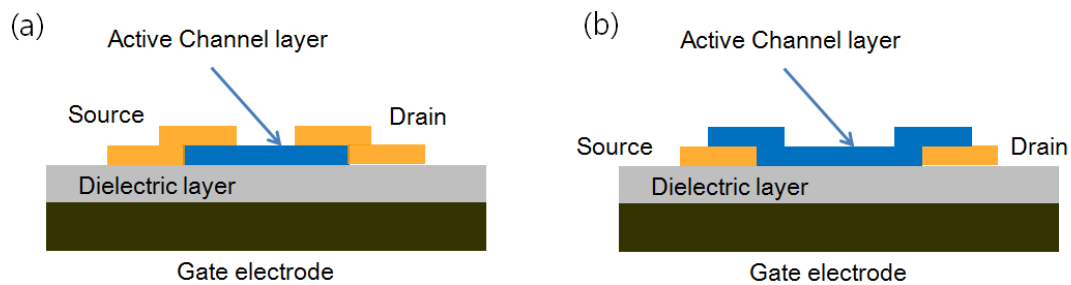 (a)
Active Channel layer
Source
Drain
Dielectric layer
Gate electrode
(b)
Active Channel layer
Source
Drain
Dielectric layer
Gate electrode